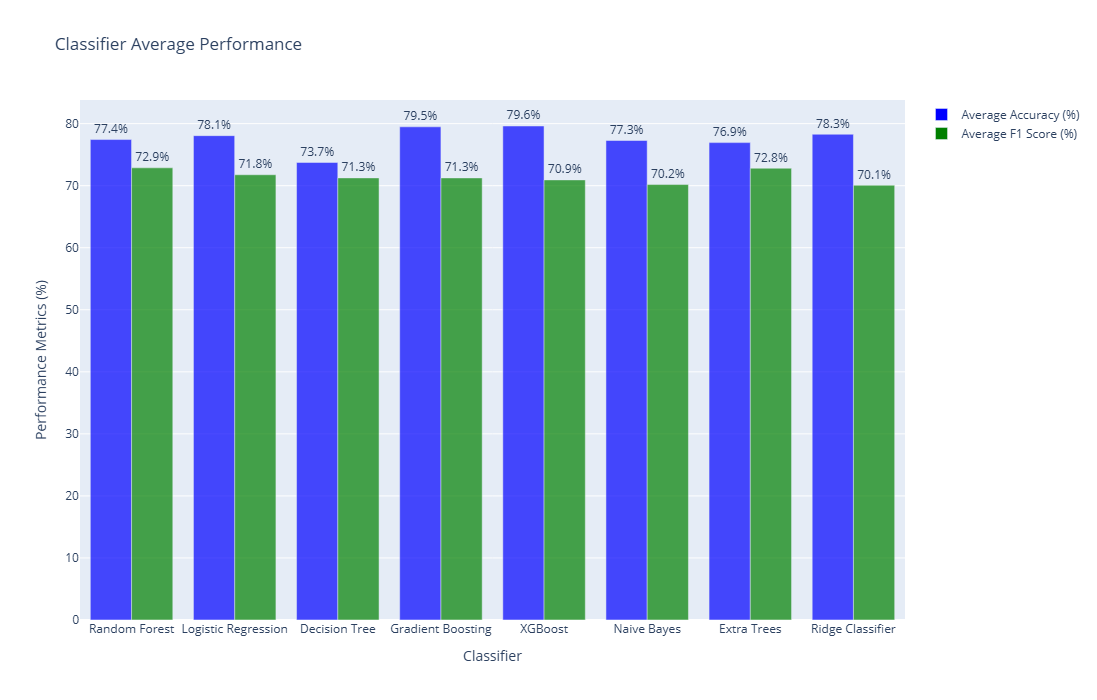 Classifier Average Performance
Average Accuracy (%)
Average F1 Score (%)
Performance Metrics (%)
80
70
60
50
40
30
20
10
0
77.4%
72.9%
78.1%
71.8%
73.7%
71.3%
79.5%
71.3%
79.6%
70.9%
77.3%
70.2%
76.9%
72.8%
78.3%
70.1%
Random Forest
Logistic Regression
Decision Tree
Gradient Boosting
XGBoost
Naive Bayes
Extra Trees
Ridge Classifier
Classifier